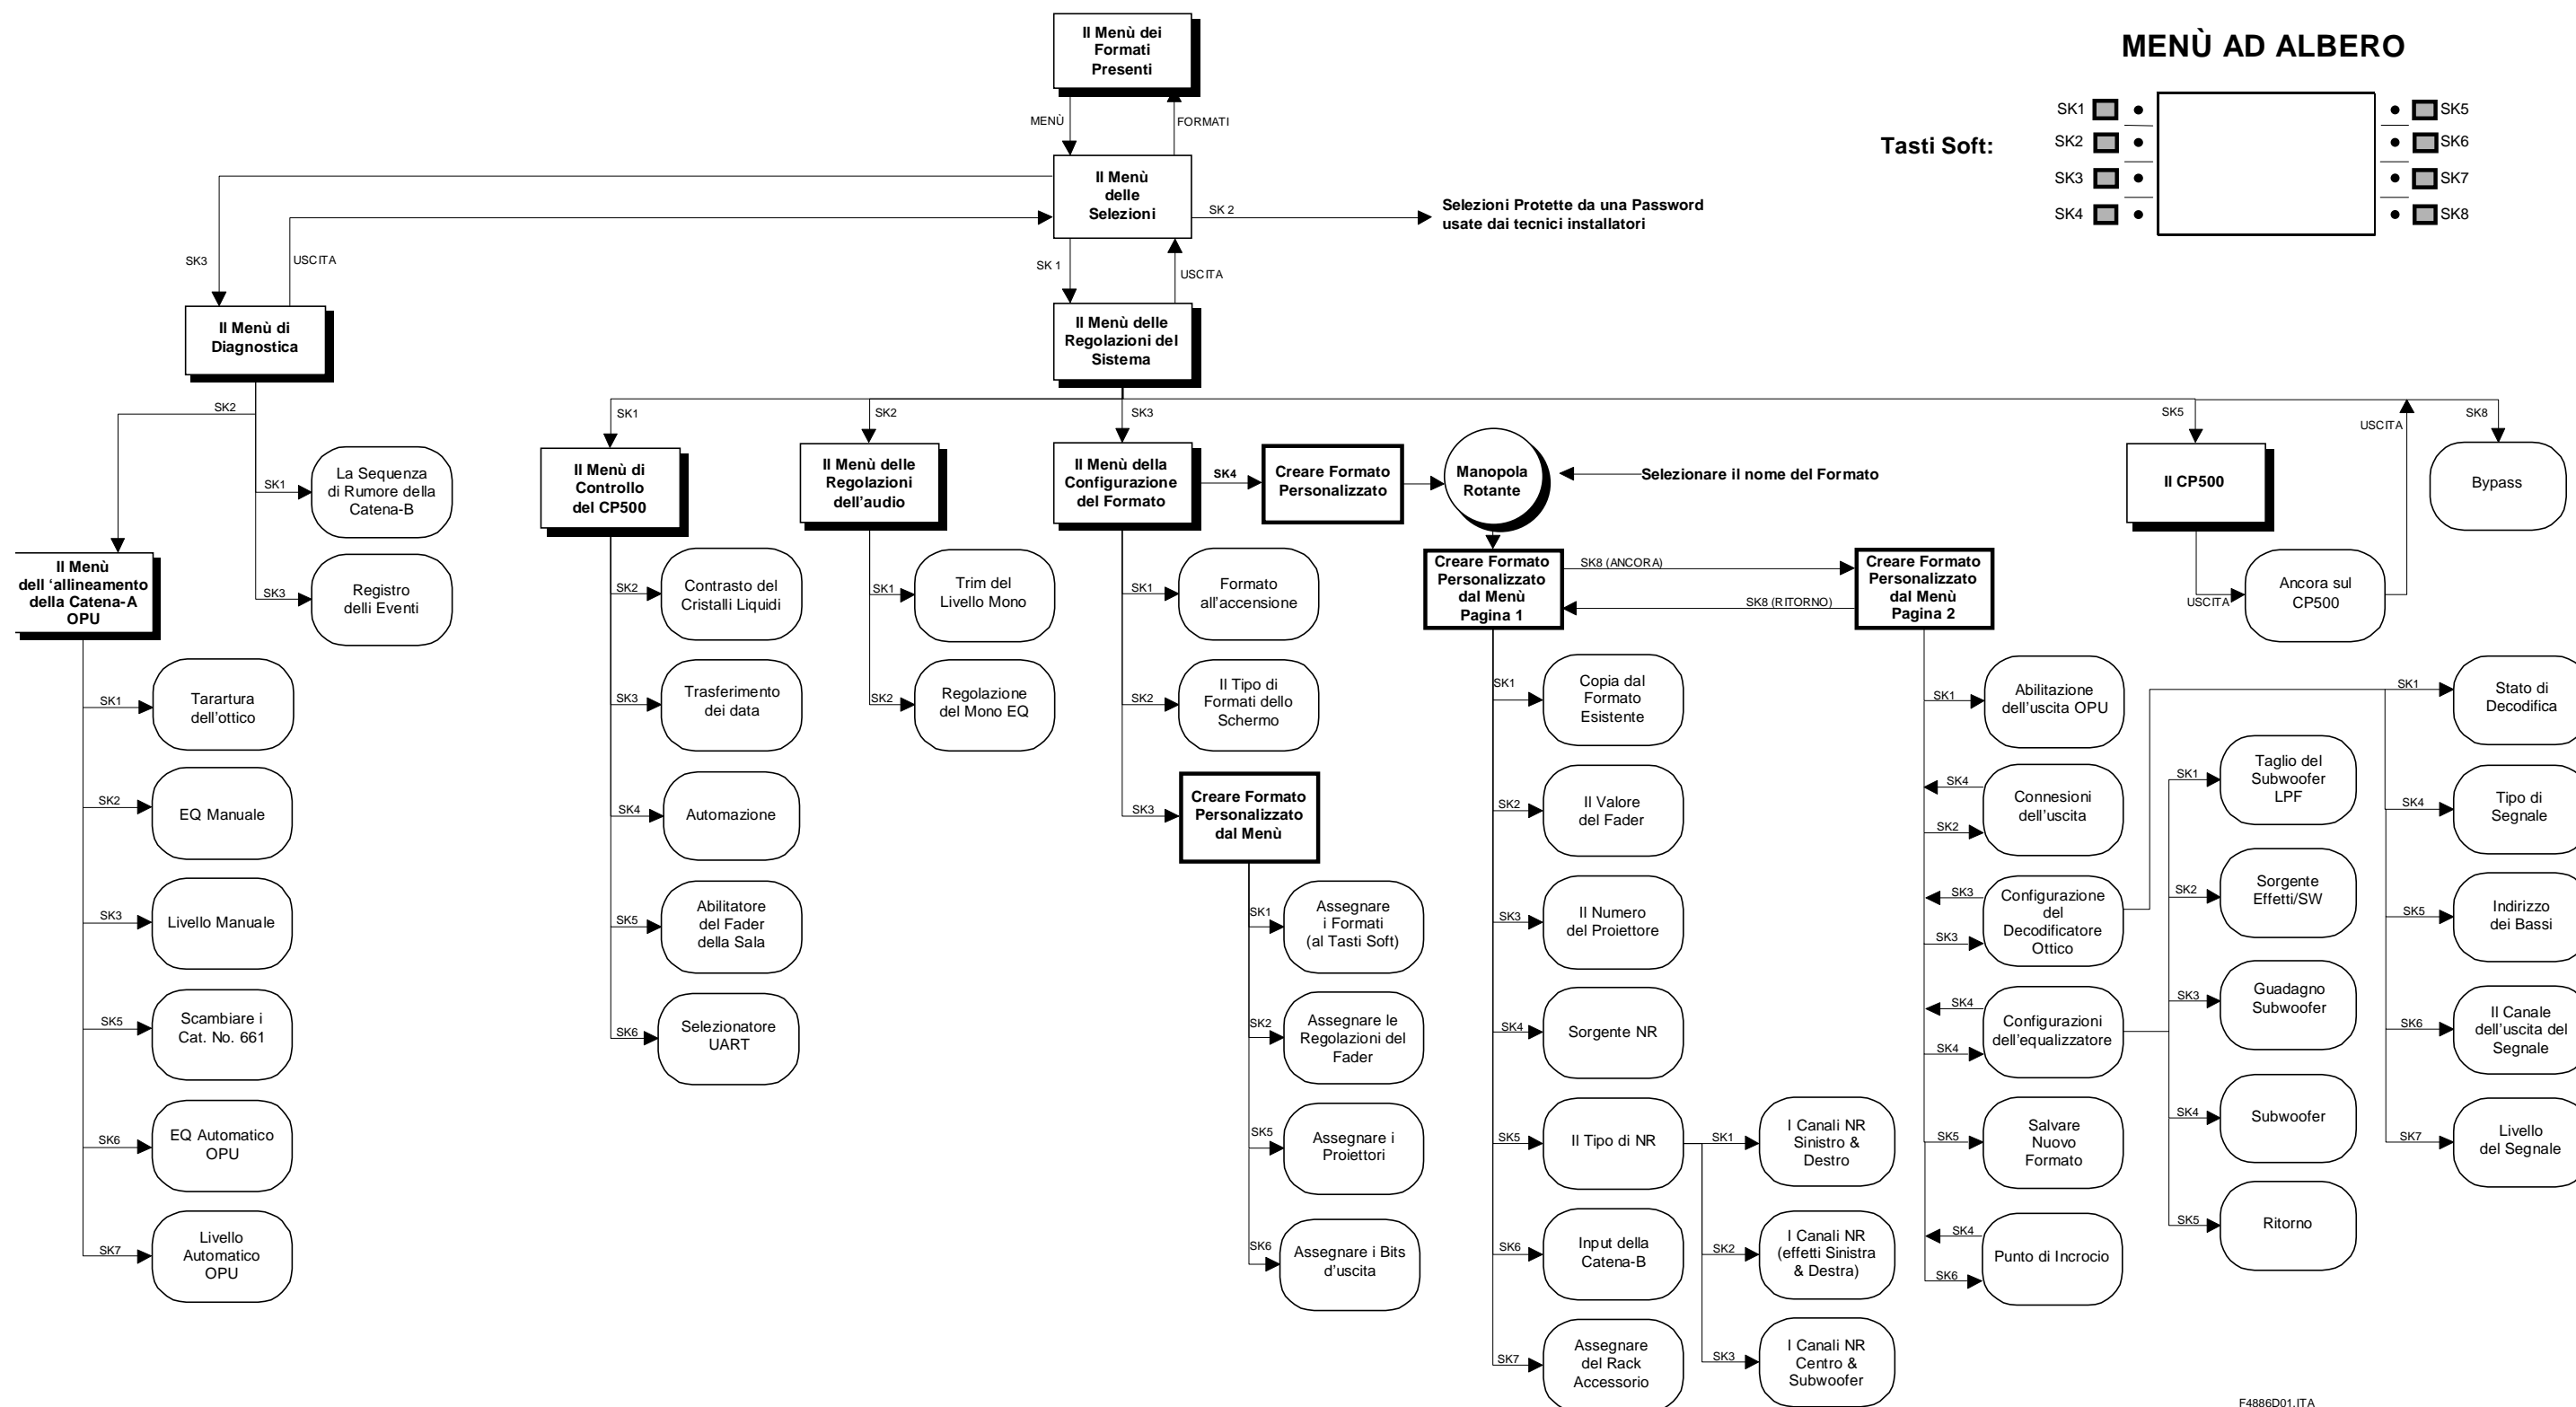 MENÙ AD ALBERO
Tasti Soft:
SK1
SK2
SK3
SK4
SK5
SK6
SK7
SK8
Il Menù dei
Formati
Presenti
MENÙ
FORMATI
Il Menù
delle
Selezioni
SK 2
Selezioni Protette da una Password
usate dai tecnici installatori
SK3
USCITA
SK 1
USCITA
Il Menù di
Diagnostica
Il Menù delle
Regolazioni del
Sistema
SK2
SK1
La Sequenza
di Rumore della
Catena-B
SK3
Registro
delli Eventi
Il Menù
dell 'allineamento
della Catena-A
OPU
SK1
Tarartura
dell'ottico
SK2
EQ Manuale
SK3
Livello Manuale
SK5
Scambiare i
Cat. No. 661
SK6
EQ Automatico
OPU
SK7
Livello
Automatico
OPU
SK1
Il Menù di
Controllo
del CP500
SK2
Contrasto del
Cristalli Liquidi
SK3
Trasferimento
dei data
SK4
Automazione
SK5
Abilitatore
del Fader
della Sala
SK6
Selezionatore
UART
SK2
Il Menù delle
Regolazioni
dell'audio
SK1
Trim del
Livello Mono
SK2
Regolazione
del Mono EQ
SK3
Il Menù della
Configurazione
del Formato
SK1
Formato
all'accensione
SK2
Il Tipo di
Formati dello
Schermo
SK3
Creare Formato
Personalizzato
dal Menù
SK1
Assegnare
i Formati
(al Tasti Soft)
SK2
Assegnare le
Regolazioni del
Fader
SK5
Assegnare i
Proiettori
SK6
Assegnare i Bits
d'uscita
SK4
Creare Formato
Personalizzato
Manopola
Rotante
Selezionare il nome del Formato
Creare Formato
Personalizzato
dal Menù
Pagina 1
SK8 (ANCORA)
SK8 (RITORNO)
Creare Formato
Personalizzato
dal Menù
Pagina 2
SK1
Copia dal
Formato
Esistente
SK2
Il Valore
del Fader
SK3
Il Numero
del Proiettore
SK4
Sorgente NR
SK5
Il Tipo di NR
SK1
I Canali NR
Sinistro &
Destro
SK2
I Canali NR
(effetti Sinistra
& Destra)
SK3
I Canali NR
Centro &
Subwoofer
SK6
Input della
Catena-B
SK7
Assegnare
del Rack
Accessorio
SK1
Abilitazione
dell'uscita OPU
SK4
SK2
Connesioni
dell'uscita
SK3
SK3
Configurazione
del
Decodificatore
Ottico
SK4
SK4
Configurazioni
dell'equalizzatore
SK5
Salvare
Nuovo
Formato
SK4
SK6
Punto di Incrocio
SK1
Taglio del
Subwoofer
LPF
SK2
Sorgente
Effetti/SW
SK3
Guadagno
Subwoofer
SK4
Subwoofer
SK5
Ritorno
SK1
Stato di
Decodifica
SK4
Tipo di
Segnale
SK5
Indirizzo
dei Bassi
SK6
Il Canale
dell'uscita del
Segnale
SK7
Livello
del Segnale
SK5
Il CP500
USCITA
Ancora sul
CP500
USCITA
SK8
Bypass
F4886D01.ITA